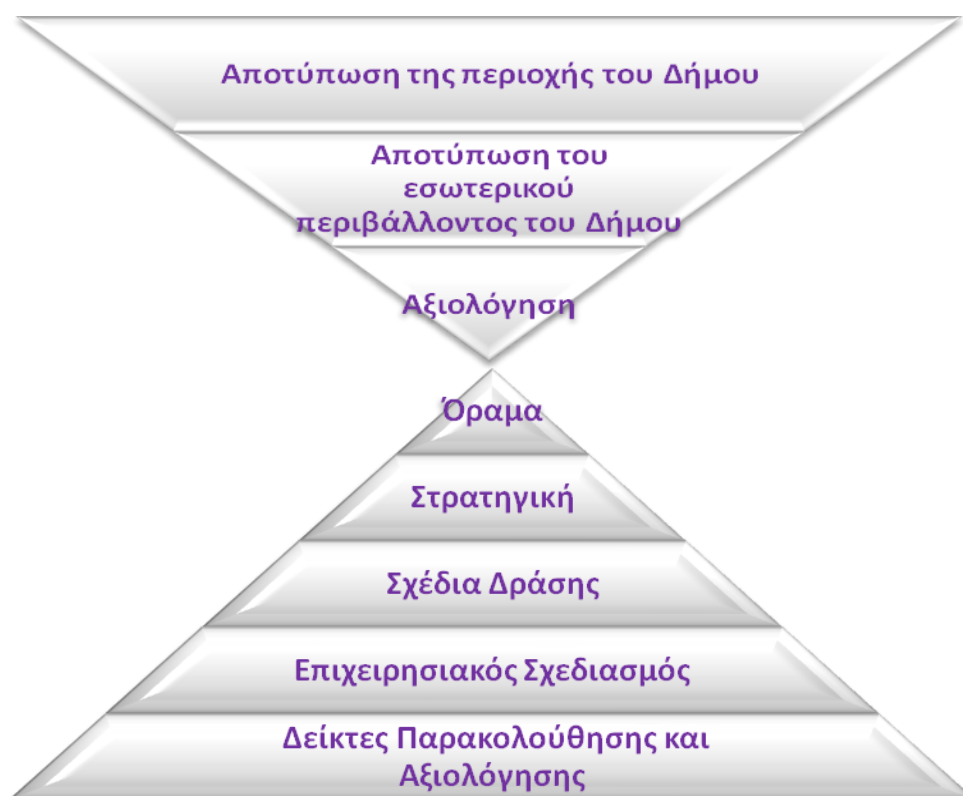 Αποτύπωση της περιοχής του Δήμου
Αποτύπωση του
εσωτερικού
περιβάλλοντος του Δήμου
Αξιολόγηση
Όραμα
Στρατηγική
Σχέδια Δράσης
Επιχειρησιακός Σχεδιασμός
Δείκτες Παρακολούθησης και
Αξιολόγησης